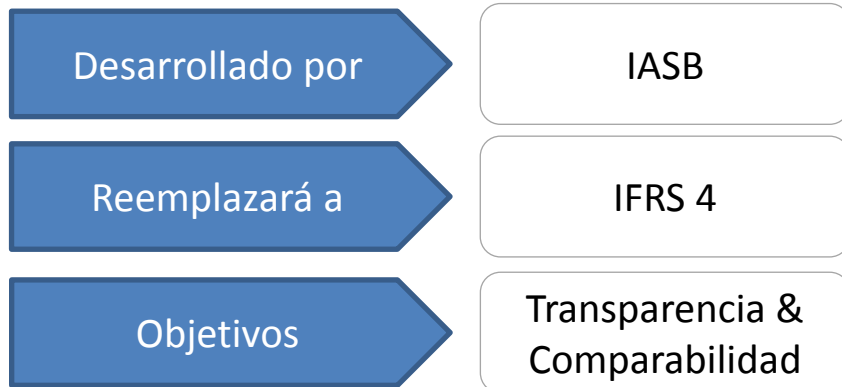 Desarrollado por
IASB
Reemplazará a
IFRS 4
Objetivos
Transparencia &
Comparabilidad